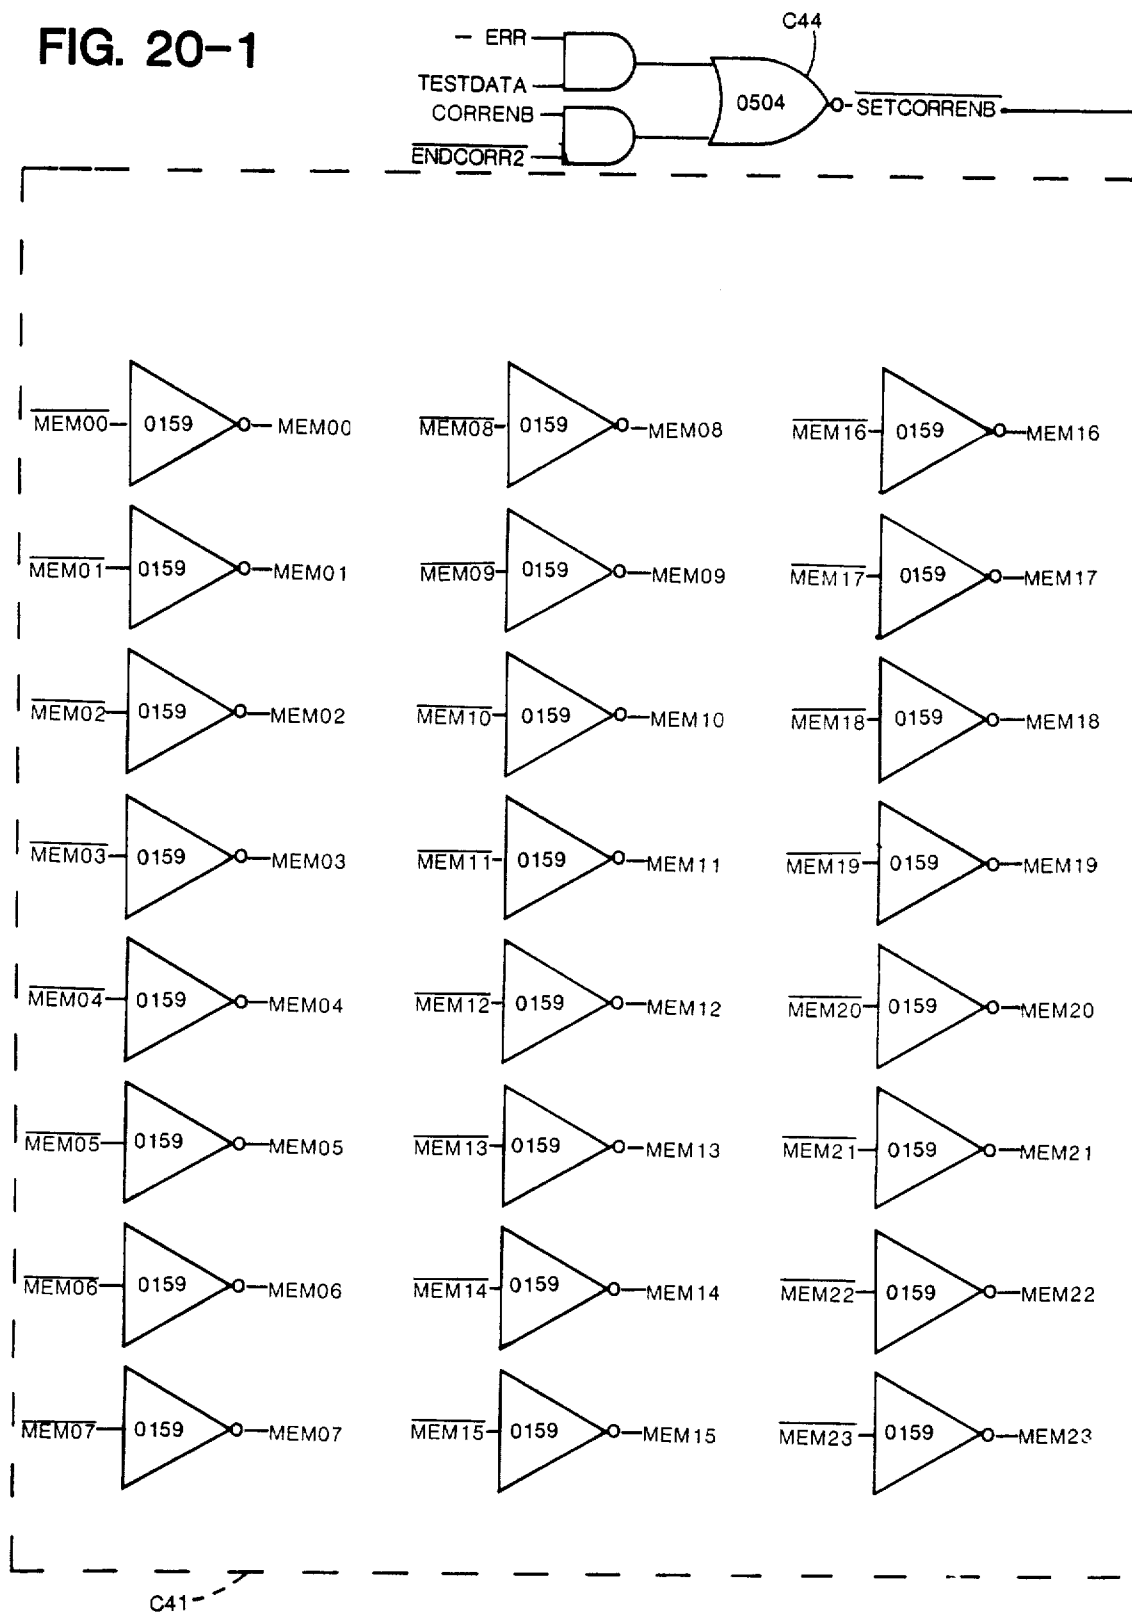 FIG. 20-1
C44
- ERR
TESTDATA
CORRENB
ENDCORR2
0504
SETCORRENB
MEM00 0159 MEM00
MEM08 0159 MEM08
MEM16 0159 MEM16
MEM01 0159 MEM01
MEM09 0159 MEM09
MEM17 0159 MEM17
MEM02 0159 MEM02
MEM10 0159 MEM10
MEM18 0159 MEM18
MEM03 0159 MEM03
MEM11 0159 MEM11
MEM19 0159 MEM19
MEM04 0159 MEM04
MEM12 0159 MEM12
MEM20 0159 MEM20
MEM05 0159 MEM05
MEM13 0159 MEM13
MEM21 0159 MEM21
MEM06 0159 MEM06
MEM14 0159 MEM14
MEM22 0159 MEM22
MEM07 0159 MEM07
MEM15 0159 MEM15
MEM23 0159 MEM23
C41